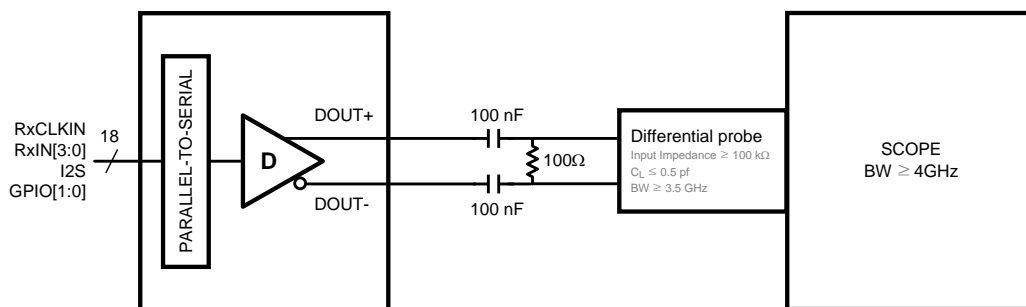 RxCLKIN
RxIN[3:0]
I2S
GPIO[1:0]
18
PARALLEL-TO-SERIAL
D
DOUT+
DOUT-
100 nF
100Ω
100 nF
Differential probe
Input Impedance ≥ 100 kΩ
CL ≤ 0.5 pf
BW ≥ 3.5 GHz
SCOPE
BW ≥ 4GHz